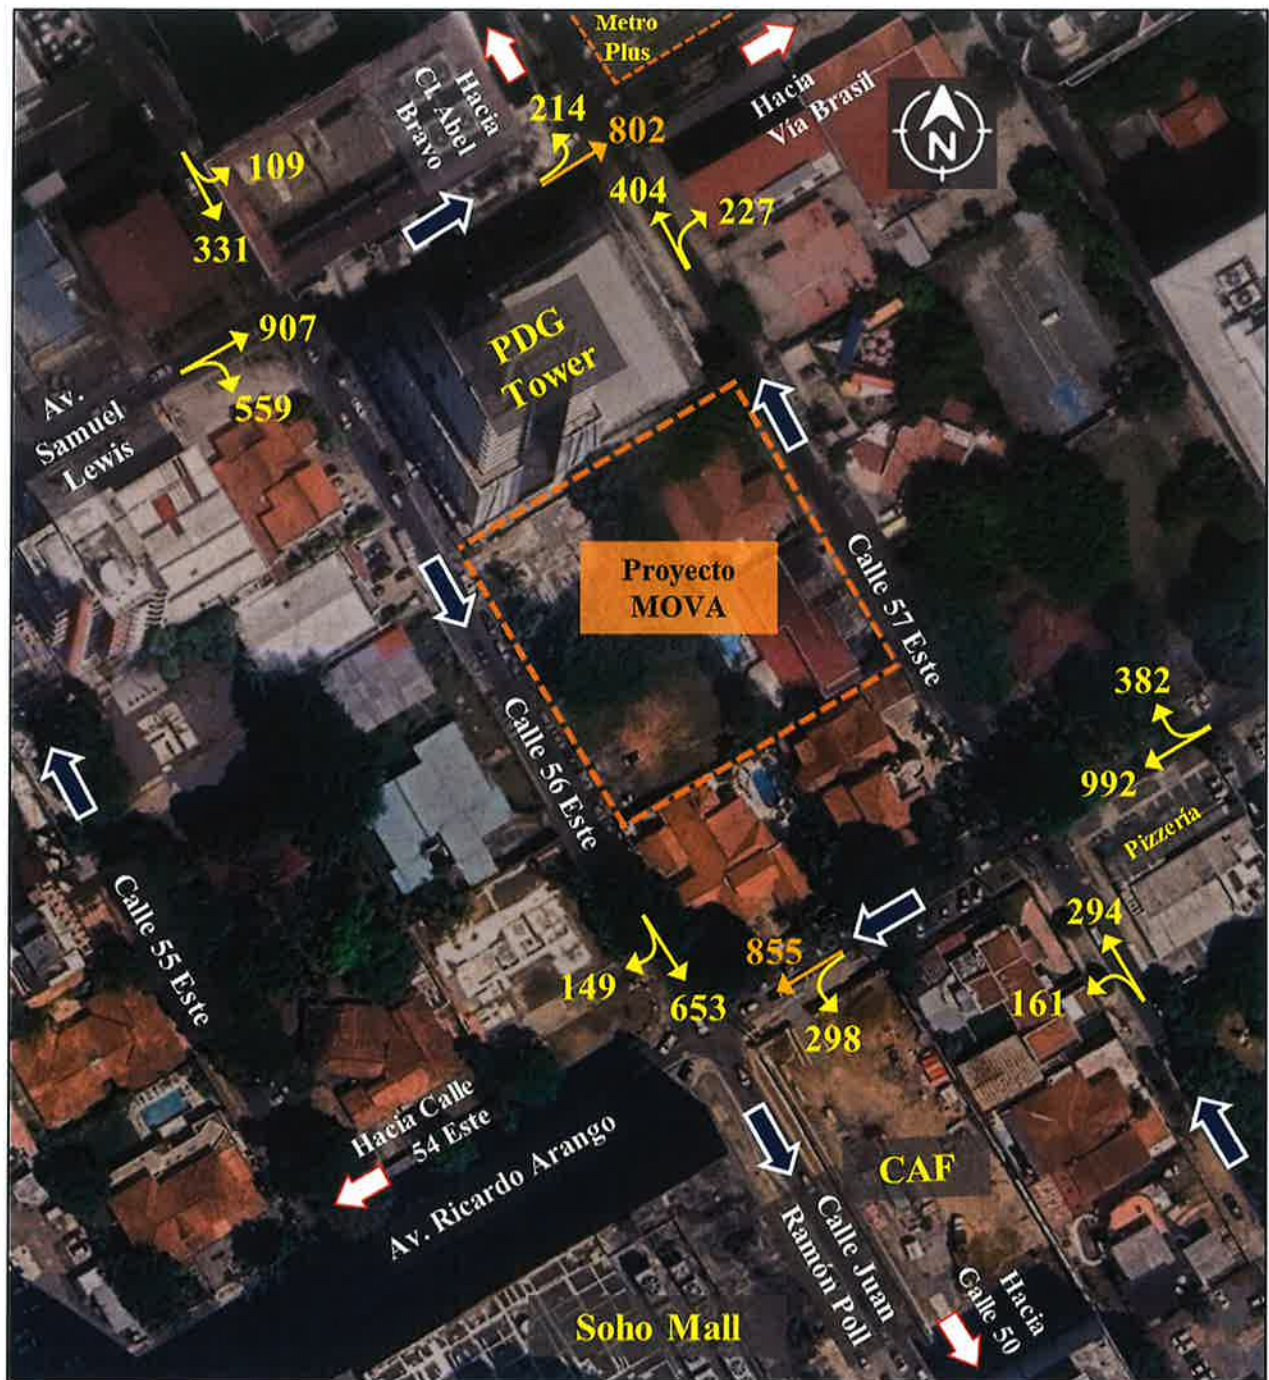 Metro
Plus
Hacia
Cl. Abel
Bravo
214
802
Hacia
Vía Brasil
N
109
331
404
227
907
559
Av.
Samuel
Lewis
PDG
Tower
Proyecto
MOVA
Calle 57 Este
Calle 56 Este
382
992
Pizzería
Calle 55 Este
294
161
149
653
855
298
Hacia Calle
54 Este
Av. Ricardo Arango
CAF
Calle Juan
Ramón Poll
Hacia
Calle 50
Soho Mall